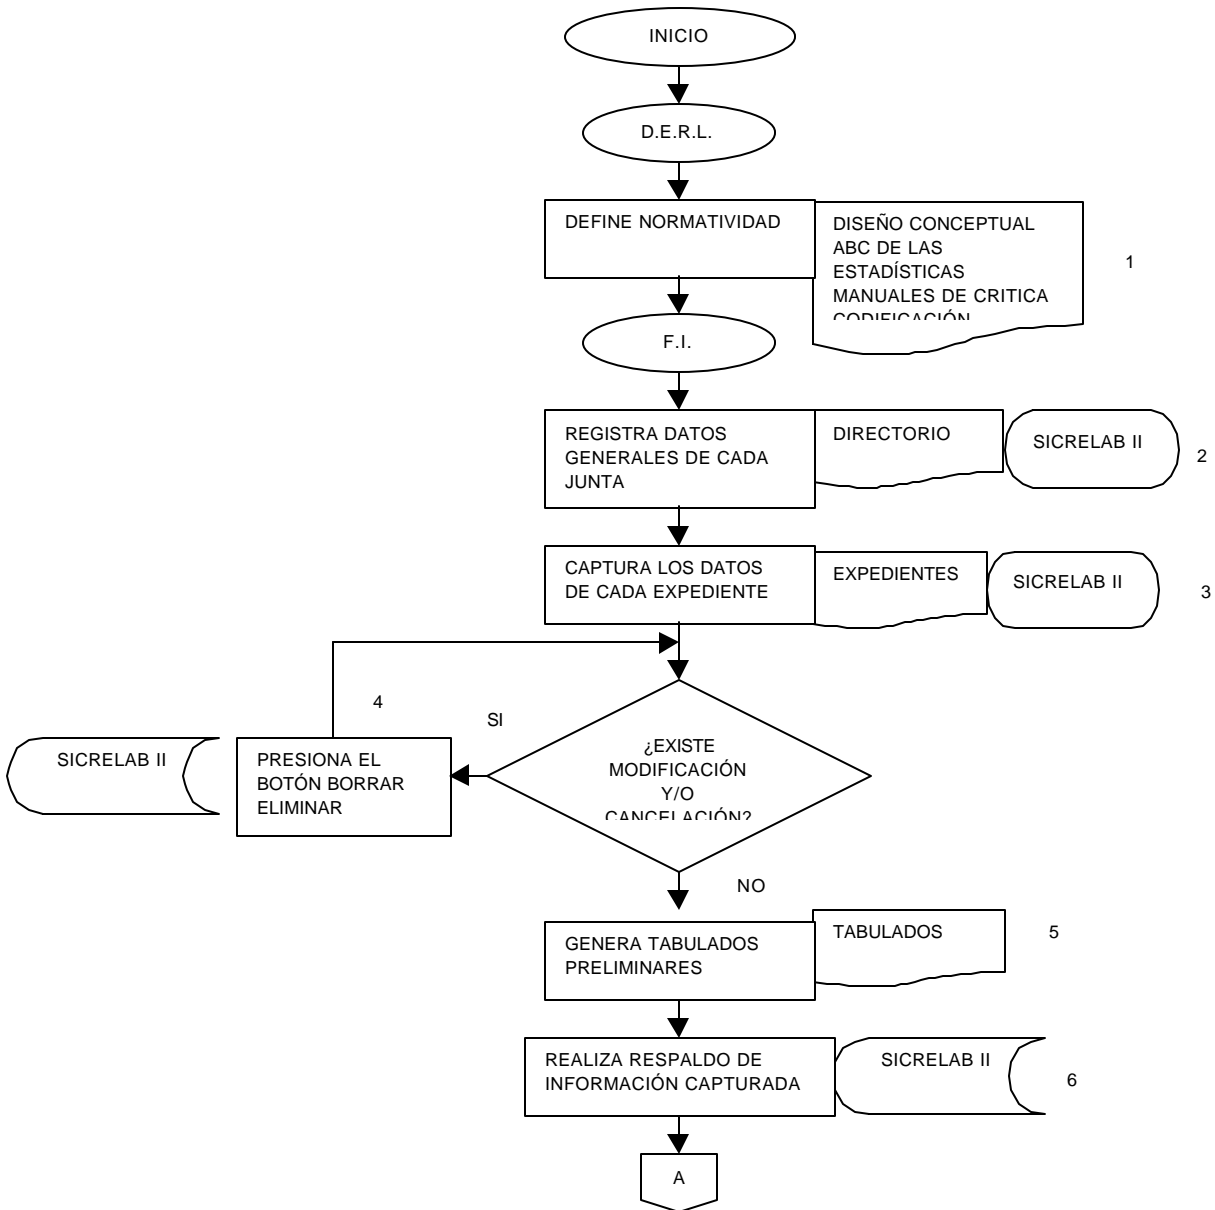 INICIO
D.E.R.L.
DEFINE NORMATIVIDAD
DISEÑO CONCEPTUAL
ABC DE LAS
ESTADÍSTICAS
MANUALES DE CRITICA
CODIFICACIÓN
1
F.I.
REGISTRA DATOS
GENERALES DE CADA
JUNTA
DIRECTORIO
SICRELAB II
2
CAPTURA LOS DATOS
DE CADA EXPEDIENTE
EXPEDIENTES
SICRELAB II
3
4
SI
¿EXISTE
MODIFICACIÓN
Y/O
CANCELACIÓN?
SICRELAB II
PRESIONA EL
BOTÓN BORRAR
ELIMINAR
NO
GENERA TABULADOS
PRELIMINARES
TABULADOS
5
REALIZA RESPALDO DE
INFORMACIÓN CAPTURADA
SICRELAB II
6
A